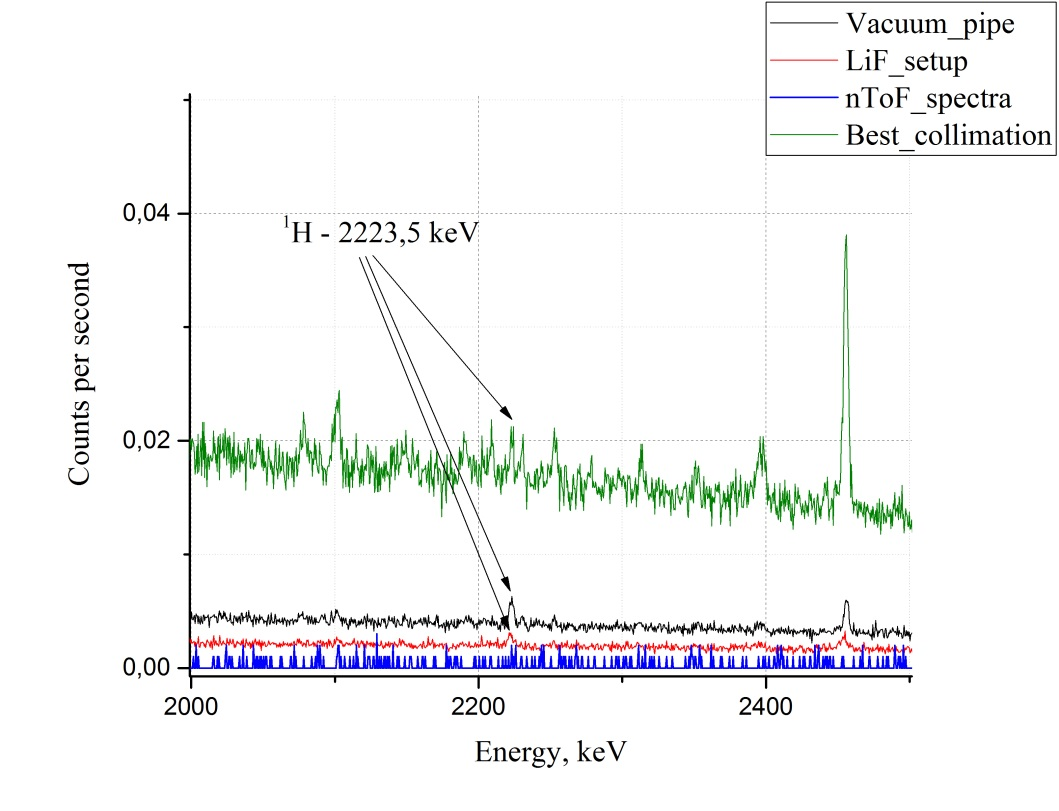 Vacuum_pipe
LiF_setup
nToF_spectra
Best_collimation
0,04
¹H - 2223,5 keV
Counts per second
0,02
0,00
2000 2200 2400
Energy, keV